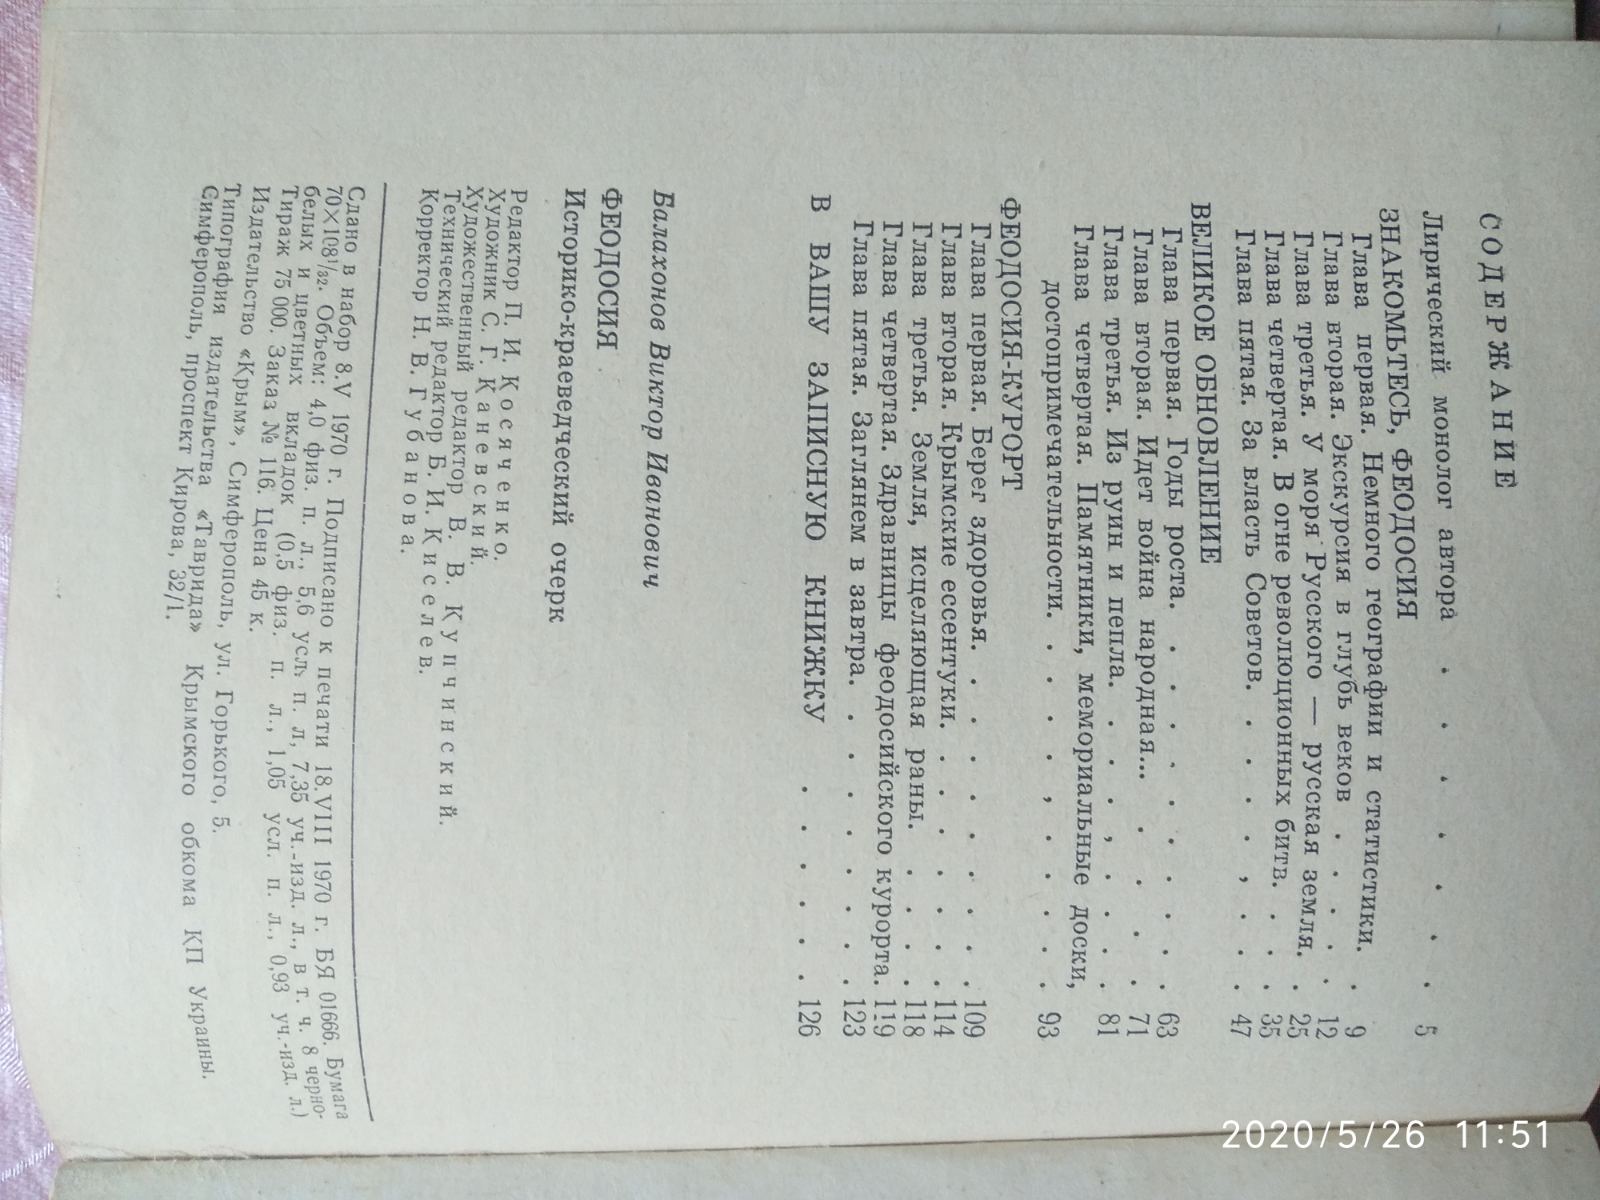 СОДЕРЖАНИЕ
Лирический монолог автора . . . . . . 5
ЗНАКОМЬТЕСЬ, ФЕОДОСИЯ
Глава первая. Немного географии и статистики. . 9
Глава вторая. Экскурсия в глубь веков . . . . 12
Глава третья. У моря Русского — русская земля. . 25
Глава четвертая. В огне революционных битв. . . . 35
Глава пятая. За власть Советов. . . . . , . . . 47
ВЕЛИКОЕ ОБНОВЛЕНИЕ
Глава первая. Годы роста. . . . . . . . . . 63
Глава вторая. Идет война народная... . . . . . 71
Глава третья. Из руин и пепла. . . . , . . . 81
Глава четвертая. Памятники, мемориальные доски,
достопримечательности. . . . , . . . . 93
ФЕОДОСИЯ-КУРОРТ
Глава первая. Берег здоровья. . . . . . . . . 109
Глава вторая. Крымские ессентуки. . . . . . . 114
Глава третья. Земля, исцеляющая раны. . . . . 118
Глава четвертая. Здравницы феодосийского курорта. 119
Глава пятая. Заглянем в завтра. . . . . . . . 123
В ВАШУ ЗАПИСНУЮ КНИЖКУ . . . . . . 126
Балахонов Виктор Иванович
ФЕОДОСИЯ
Историко-краеведческий очерк
Редактор П. И. Косяченко.
Художник С. Г. Каневский.
Художественный редактор В. В. Купчинский.
Технический редактор Б. И. Киселев.
Корректор Н. В. Губанова.
Сдано в набор 8.V 1970 г. Подписано к печати 18.VIII 1970 г. БЯ 01666. Бумага
70×108¹/₃₂. Объем: 4,0 физ. п. л., 5,6 усл. п. л, 7,35 уч.-изд. л., в т. ч. 8 черно-
белых и цветных вкладок (0,5 физ. п. л., 1,05 усл. п. л., 0,93 уч.-изд. л.)
Тираж 75 000. Заказ № 116. Цена 45 к.
Издательство «Крым», Симферополь, ул. Горького, 5.
Типография издательства «Таврида» Крымского обкома КП Украины.
Симферополь, проспект Кирова, 32/1.
2020/5/26 11:51